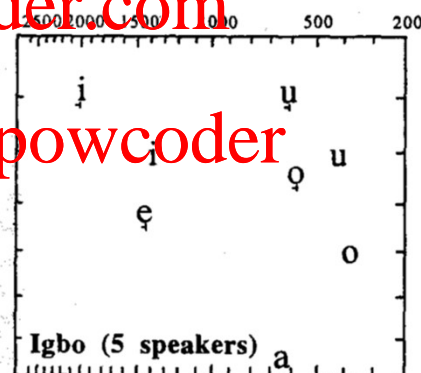 der.com
2500 2000 1500 1000 500 200
i̘ u̘
powcoder
i u
o̘
e̘
o
Igbo (5 speakers) a